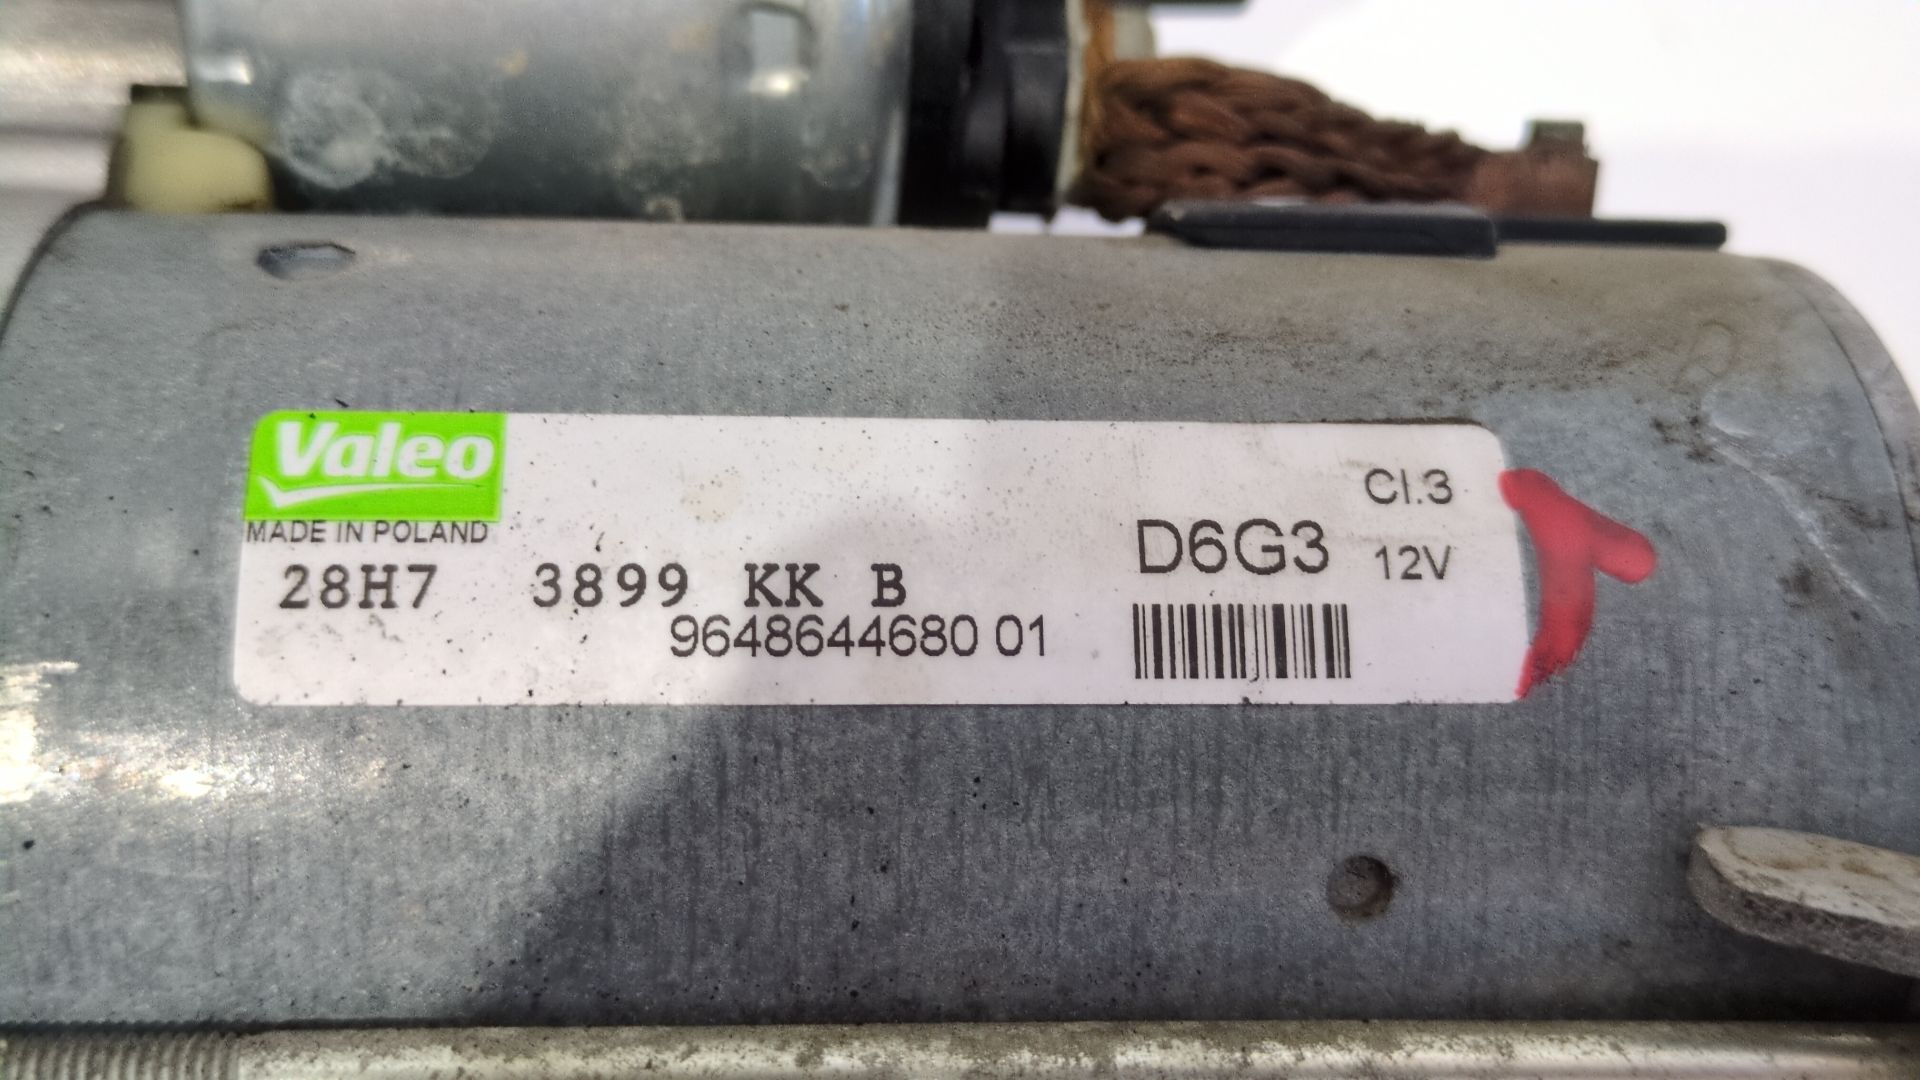 Valeo
MADE IN POLAND
28H7 3899 KK B
9648644680 01
D6G3
Cl.3
12V